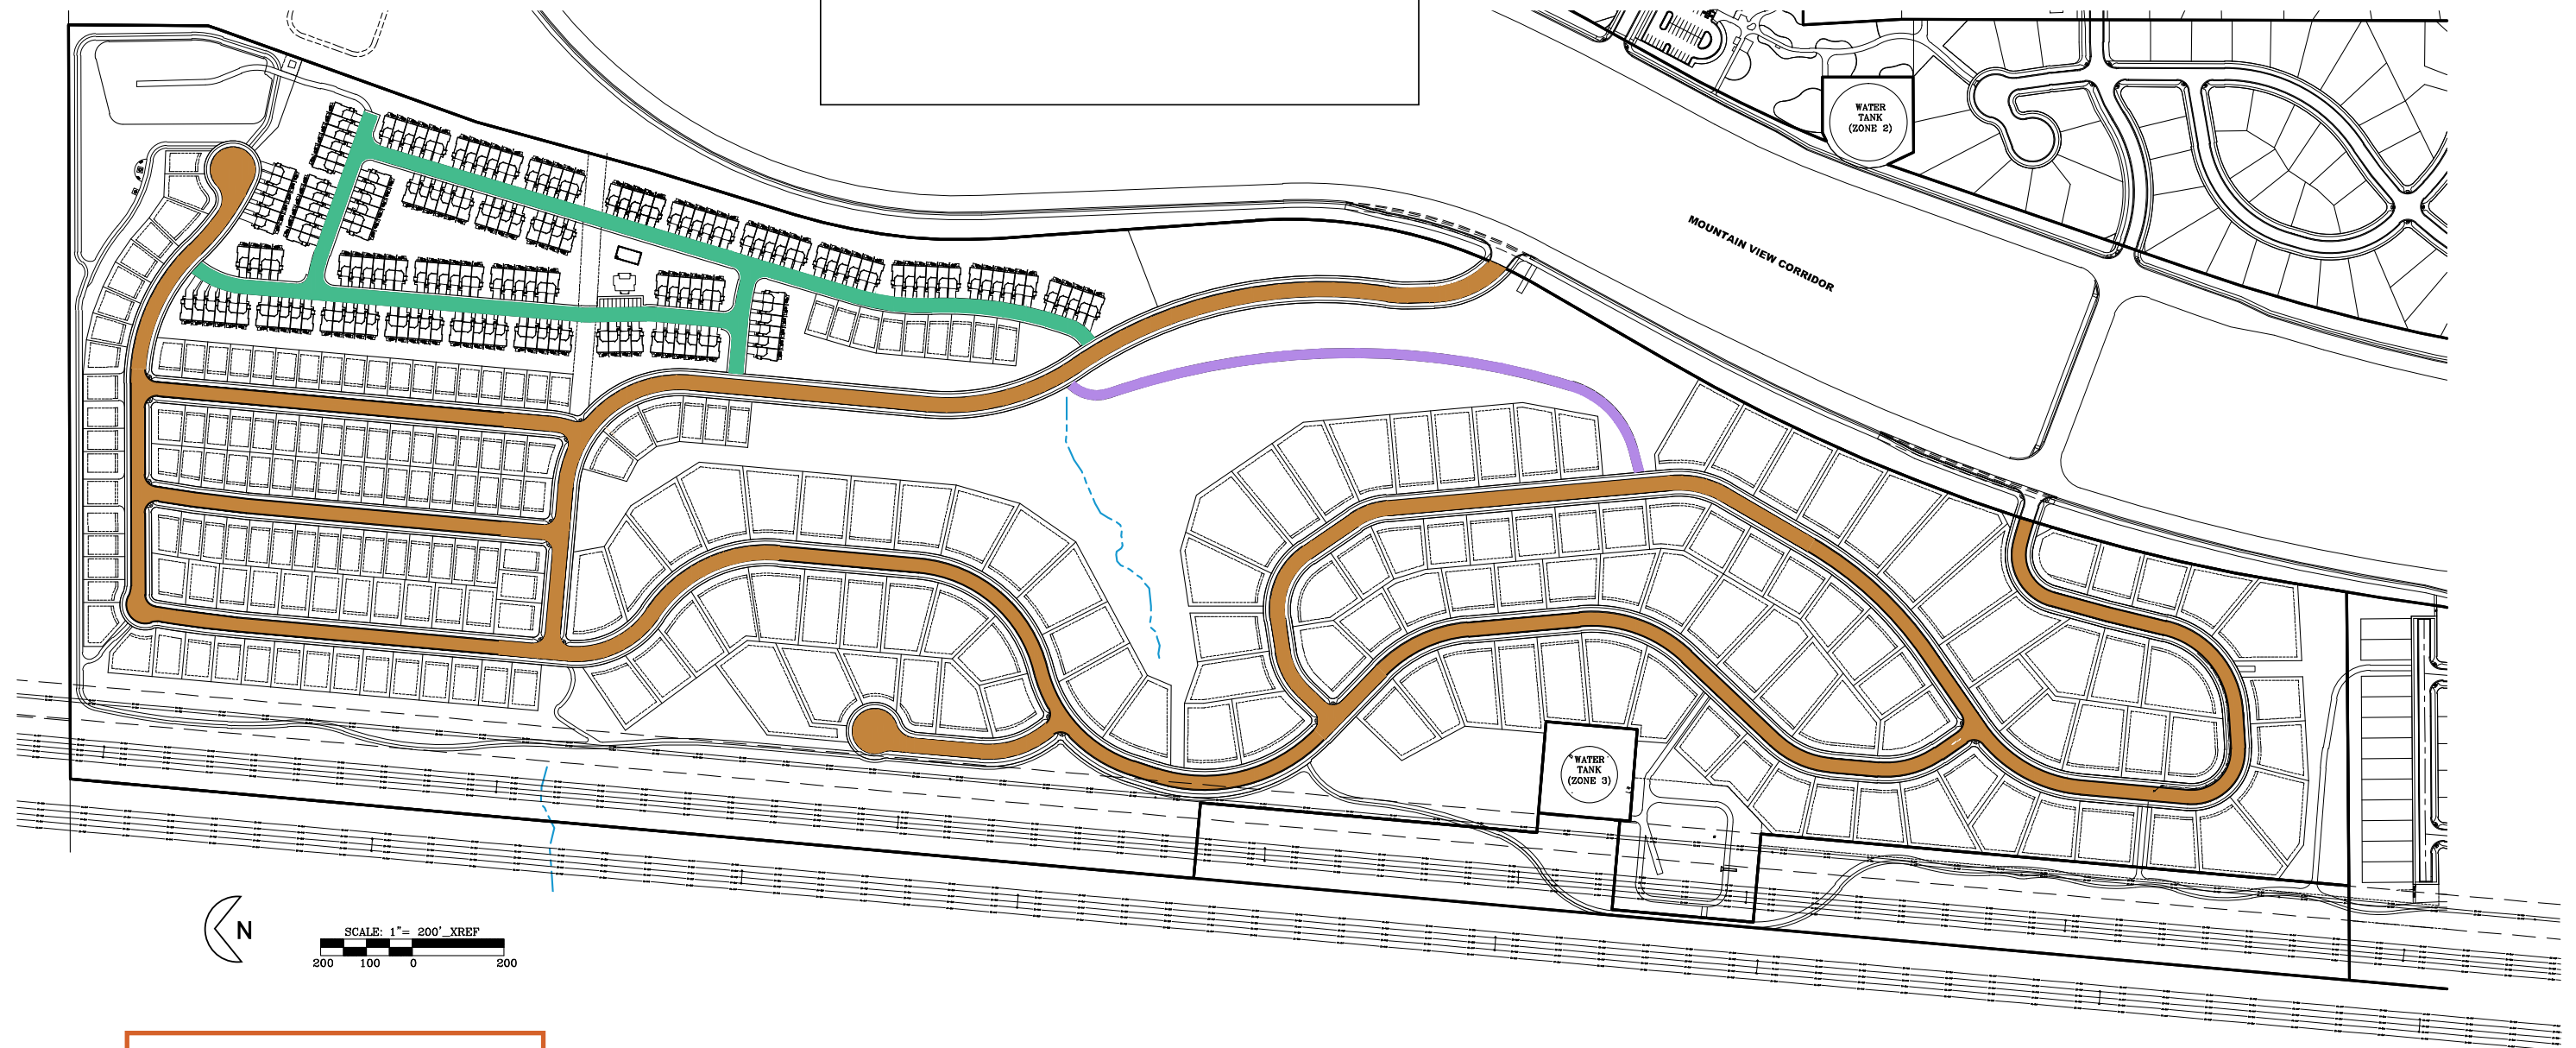 WATER
TANK
(ZONE 2)
MOUNTAIN VIEW CORRIDOR
WATER
TANK
(ZONE 3)
N
SCALE: 1"= 200'_XREF
200 100 0 200